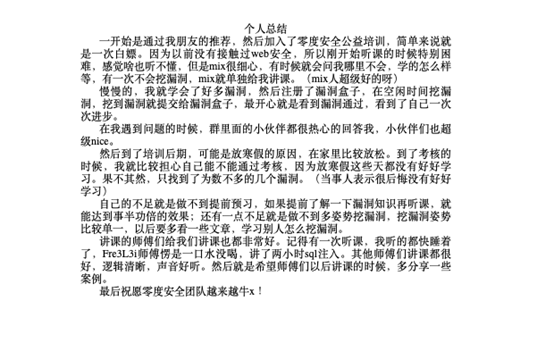 个人总结
一开始是通过我朋友的推荐，然后加入了零度安全公益培训，简单来说就
是一次白嫖。因为以前没有接触过web安全，所以刚开始听课的时候特别困
难，感觉啥也听不懂，但是mix很细心，有时候就会问我哪里不会，学的怎么样
等，有一次不会挖漏洞，mix就单独给我讲课。（mix人超级好的呀）
慢慢的，我就学会了好多漏洞，然后注册了漏洞盒子，在空闲时间挖漏
洞，挖到漏洞就提交给漏洞盒子，最开心就是看到漏洞通过，看到了自己一次
次进步。
在我遇到问题的时候，群里面的小伙伴都很热心的回答我，小伙伴们也超
级nice。
然后到了培训后期，可能是放寒假的原因，在家里比较放松。到了考核的
时候，我就比较担心自己能不能通过考核，因为放寒假这些天都没有好好学
习。果不其然，只找到了为数不多的几个漏洞。（当事人表示很后悔没有好好
学习）
自己的不足就是做不到提前预习，如果提前了解一下漏洞知识再听课，就
能达到事半功倍的效果；还有一点不足就是做不到多姿势挖漏洞，挖漏洞姿势
比较单一，以后要多看一些文章，学习别人怎么挖漏洞。
讲课的师傅们给我们讲课也都非常好。记得有一次听课，我听的都快睡着
了，Fre3L3i师傅愣是一口水没喝，讲了两小时sql注入。其他师傅们讲课都很
好，逻辑清晰，声音好听。然后就是希望师傅们以后讲课的时候，多分享一些
案例。
最后祝愿零度安全团队越来越牛x！